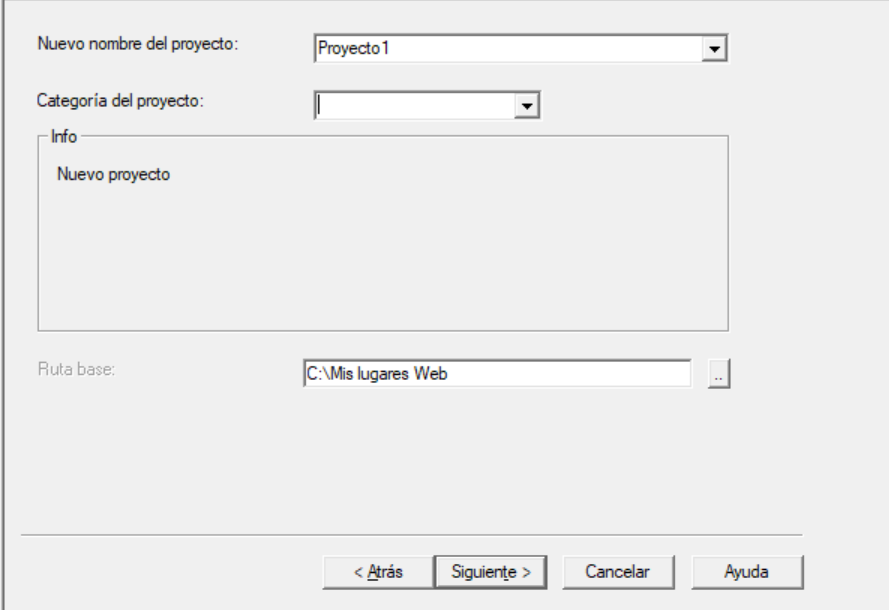 Nuevo nombre del proyecto: Proyecto1
Categoría del proyecto:
Info
Nuevo proyecto
Ruta base: C:\Mis lugares Web ..
< Atrás Siguiente > Cancelar Ayuda